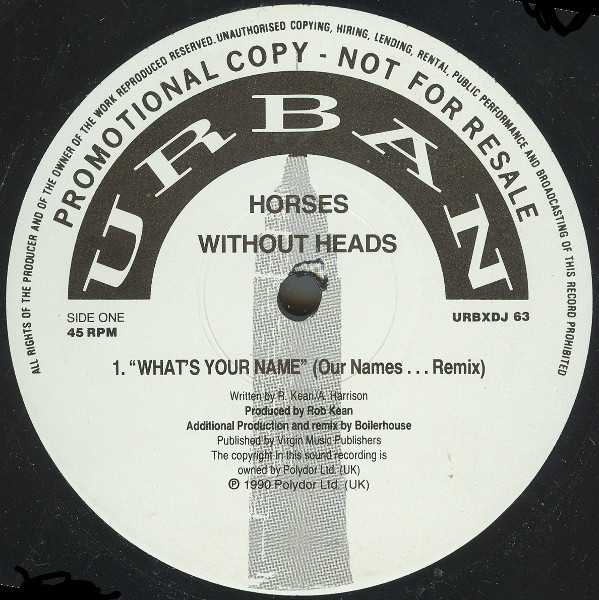 ALL RIGHTS OF THE PRODUCER AND OF THE OWNER OF THE WORK REPRODUCED RESERVED. UNAUTHORISED COPYING, HIRING, LENDING, RENTAL, PUBLIC PERFORMANCE AND BROADCASTING OF THIS RECORD PROHIBITED
PROMOTIONAL COPY - NOT FOR RESALE
URBAN
HORSES
WITHOUT HEADS
SIDE ONE
45 RPM
URBXDJ 63
1. “WHAT'S YOUR NAME” (Our Names . . . Remix)
Written by R. Kean/A. Harrison
Produced by Rob Kean
Additional Production and remix by Boilerhouse
Published by Virgin Music Publishers
The copyright in this sound recording is
owned by Polydor Ltd. (UK)
℗ 1990 Polydor Ltd. (UK)